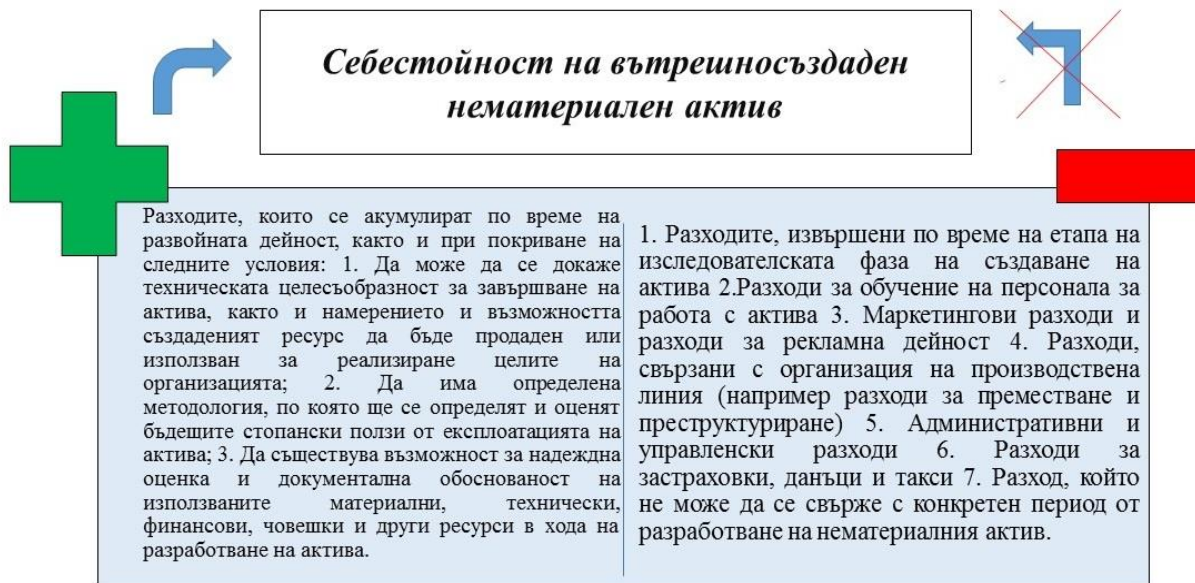 Себестойност на вътрешносъздаден
нематериален актив
Разходите, които се акумулират по време на
развойната дейност, както и при покриване на
следните условия: 1. Да може да се докаже
техническата целесъобразност за завършване на
актива, както и намерението и възможността
създаденият ресурс да бъде продаден или
използван за реализиране целите на
организацията; 2. Да има определена
методология, по която ще се определят и оценят
бъдещите стопански ползи от експлоатацията на
актива; 3. Да съществува възможност за надеждна
оценка и документална обоснованост на
използваните материални, технически,
финансови, човешки и други ресурси в хода на
разработване на актива.
1. Разходите, извършени по време на етапа на
изследователската фаза на създаване на
актива 2.Разходи за обучение на персонала за
работа с актива 3. Маркетингови разходи и
разходи за рекламна дейност 4. Разходи,
свързани с организация на производствена
линия (например разходи за преместване и
преструктуриране) 5. Административни и
управленски разходи 6. Разходи за
застраховки, данъци и такси 7. Разход, който
не може да се свърже с конкретен период от
разработване на нематериалния актив.